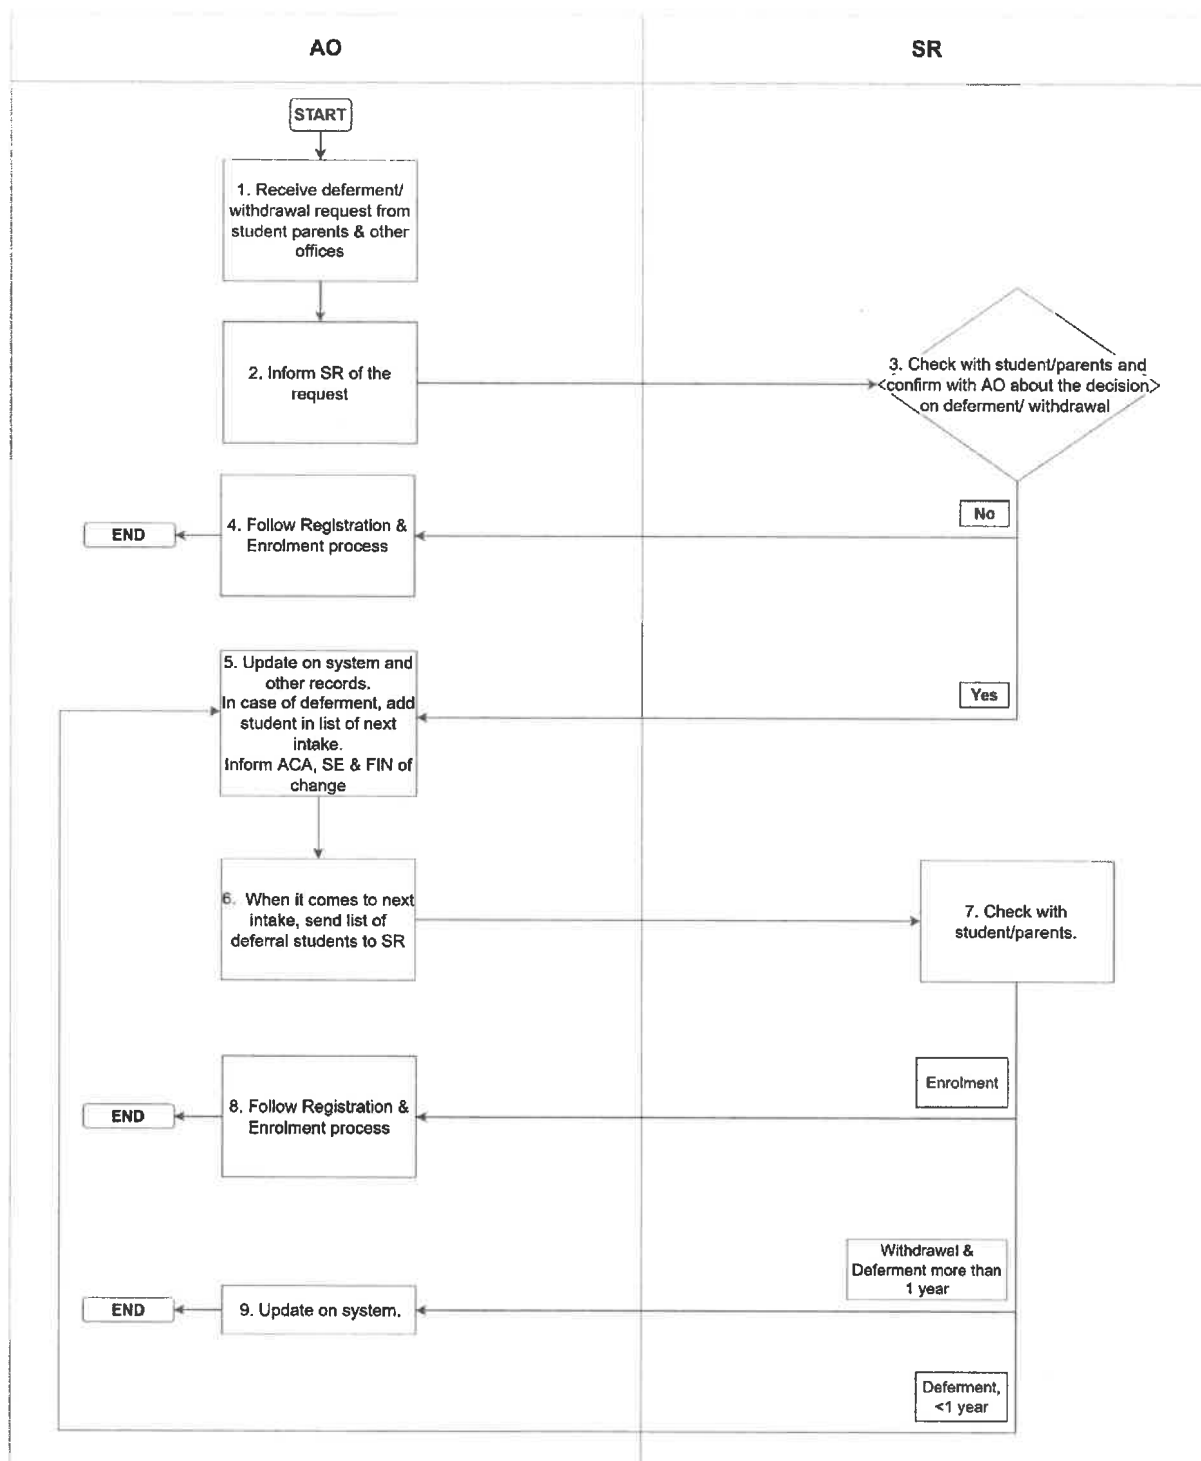 AO
SR
START
1. Receive deferment/
withdrawal request from
student parents & other
offices
2. Inform SR of the
request
3. Check with student/parents and
confirm with AO about the decision
on deferment/ withdrawal
No
END
4. Follow Registration &
Enrolment process
5. Update on system and
other records.
In case of deferment, add
student in list of next
intake.
Inform ACA, SE & FIN of
change
Yes
6. When it comes to next
intake, send list of
deferral students to SR
7. Check with
student/parents.
Enrolment
END
8. Follow Registration &
Enrolment process
Withdrawal &
Deferment more than
1 year
END
9. Update on system.
Deferment,
<1 year